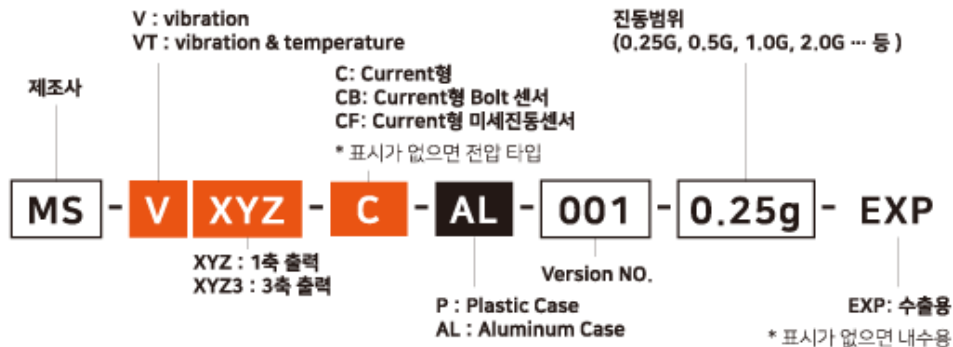 V : vibration
VT : vibration & temperature
진동범위
(0.25G, 0.5G, 1.0G, 2.0G ··· 등 )
제조사
C: Current형
CB: Current형 Bolt 센서
CF: Current형 미세진동센서
* 표시가 없으면 전압 타입
MS - V XYZ - C - AL - 001 - 0.25g - EXP
XYZ : 1축 출력
XYZ3 : 3축 출력
Version NO.
P : Plastic Case
AL : Aluminum Case
EXP: 수출용
* 표시가 없으면 내수용